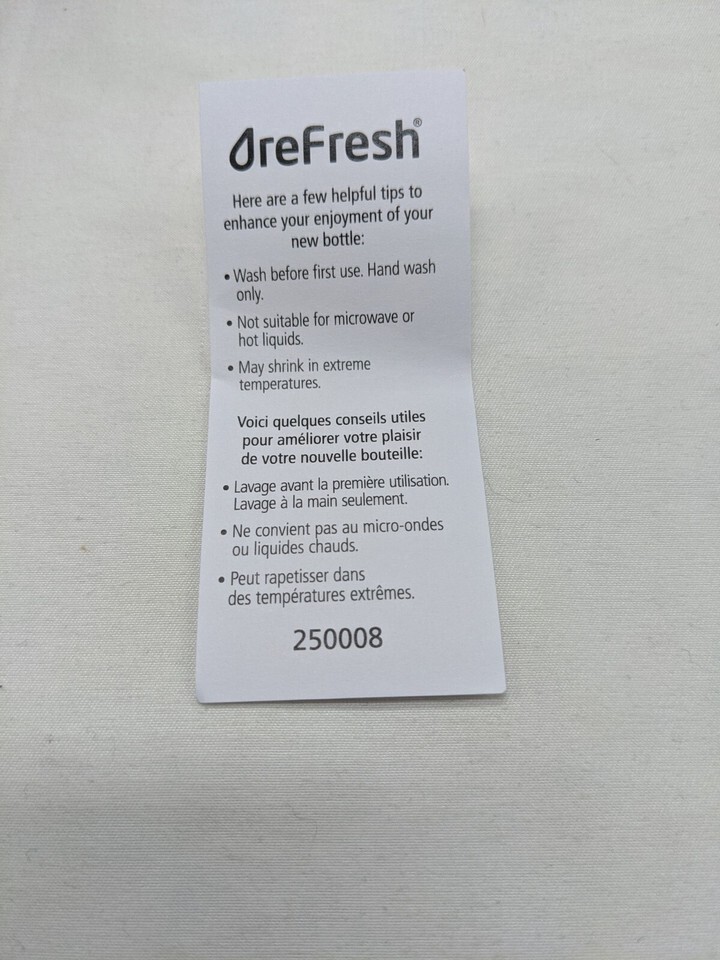 reFresh®
Here are a few helpful tips to
enhance your enjoyment of your
new bottle:
• Wash before first use. Hand wash
only.
• Not suitable for microwave or
hot liquids.
• May shrink in extreme
temperatures.
Voici quelques conseils utiles
pour améliorer votre plaisir
de votre nouvelle bouteille:
• Lavage avant la première utilisation.
Lavage à la main seulement.
• Ne convient pas au micro-ondes
ou liquides chauds.
• Peut rapetisser dans
des températures extrêmes.
250008